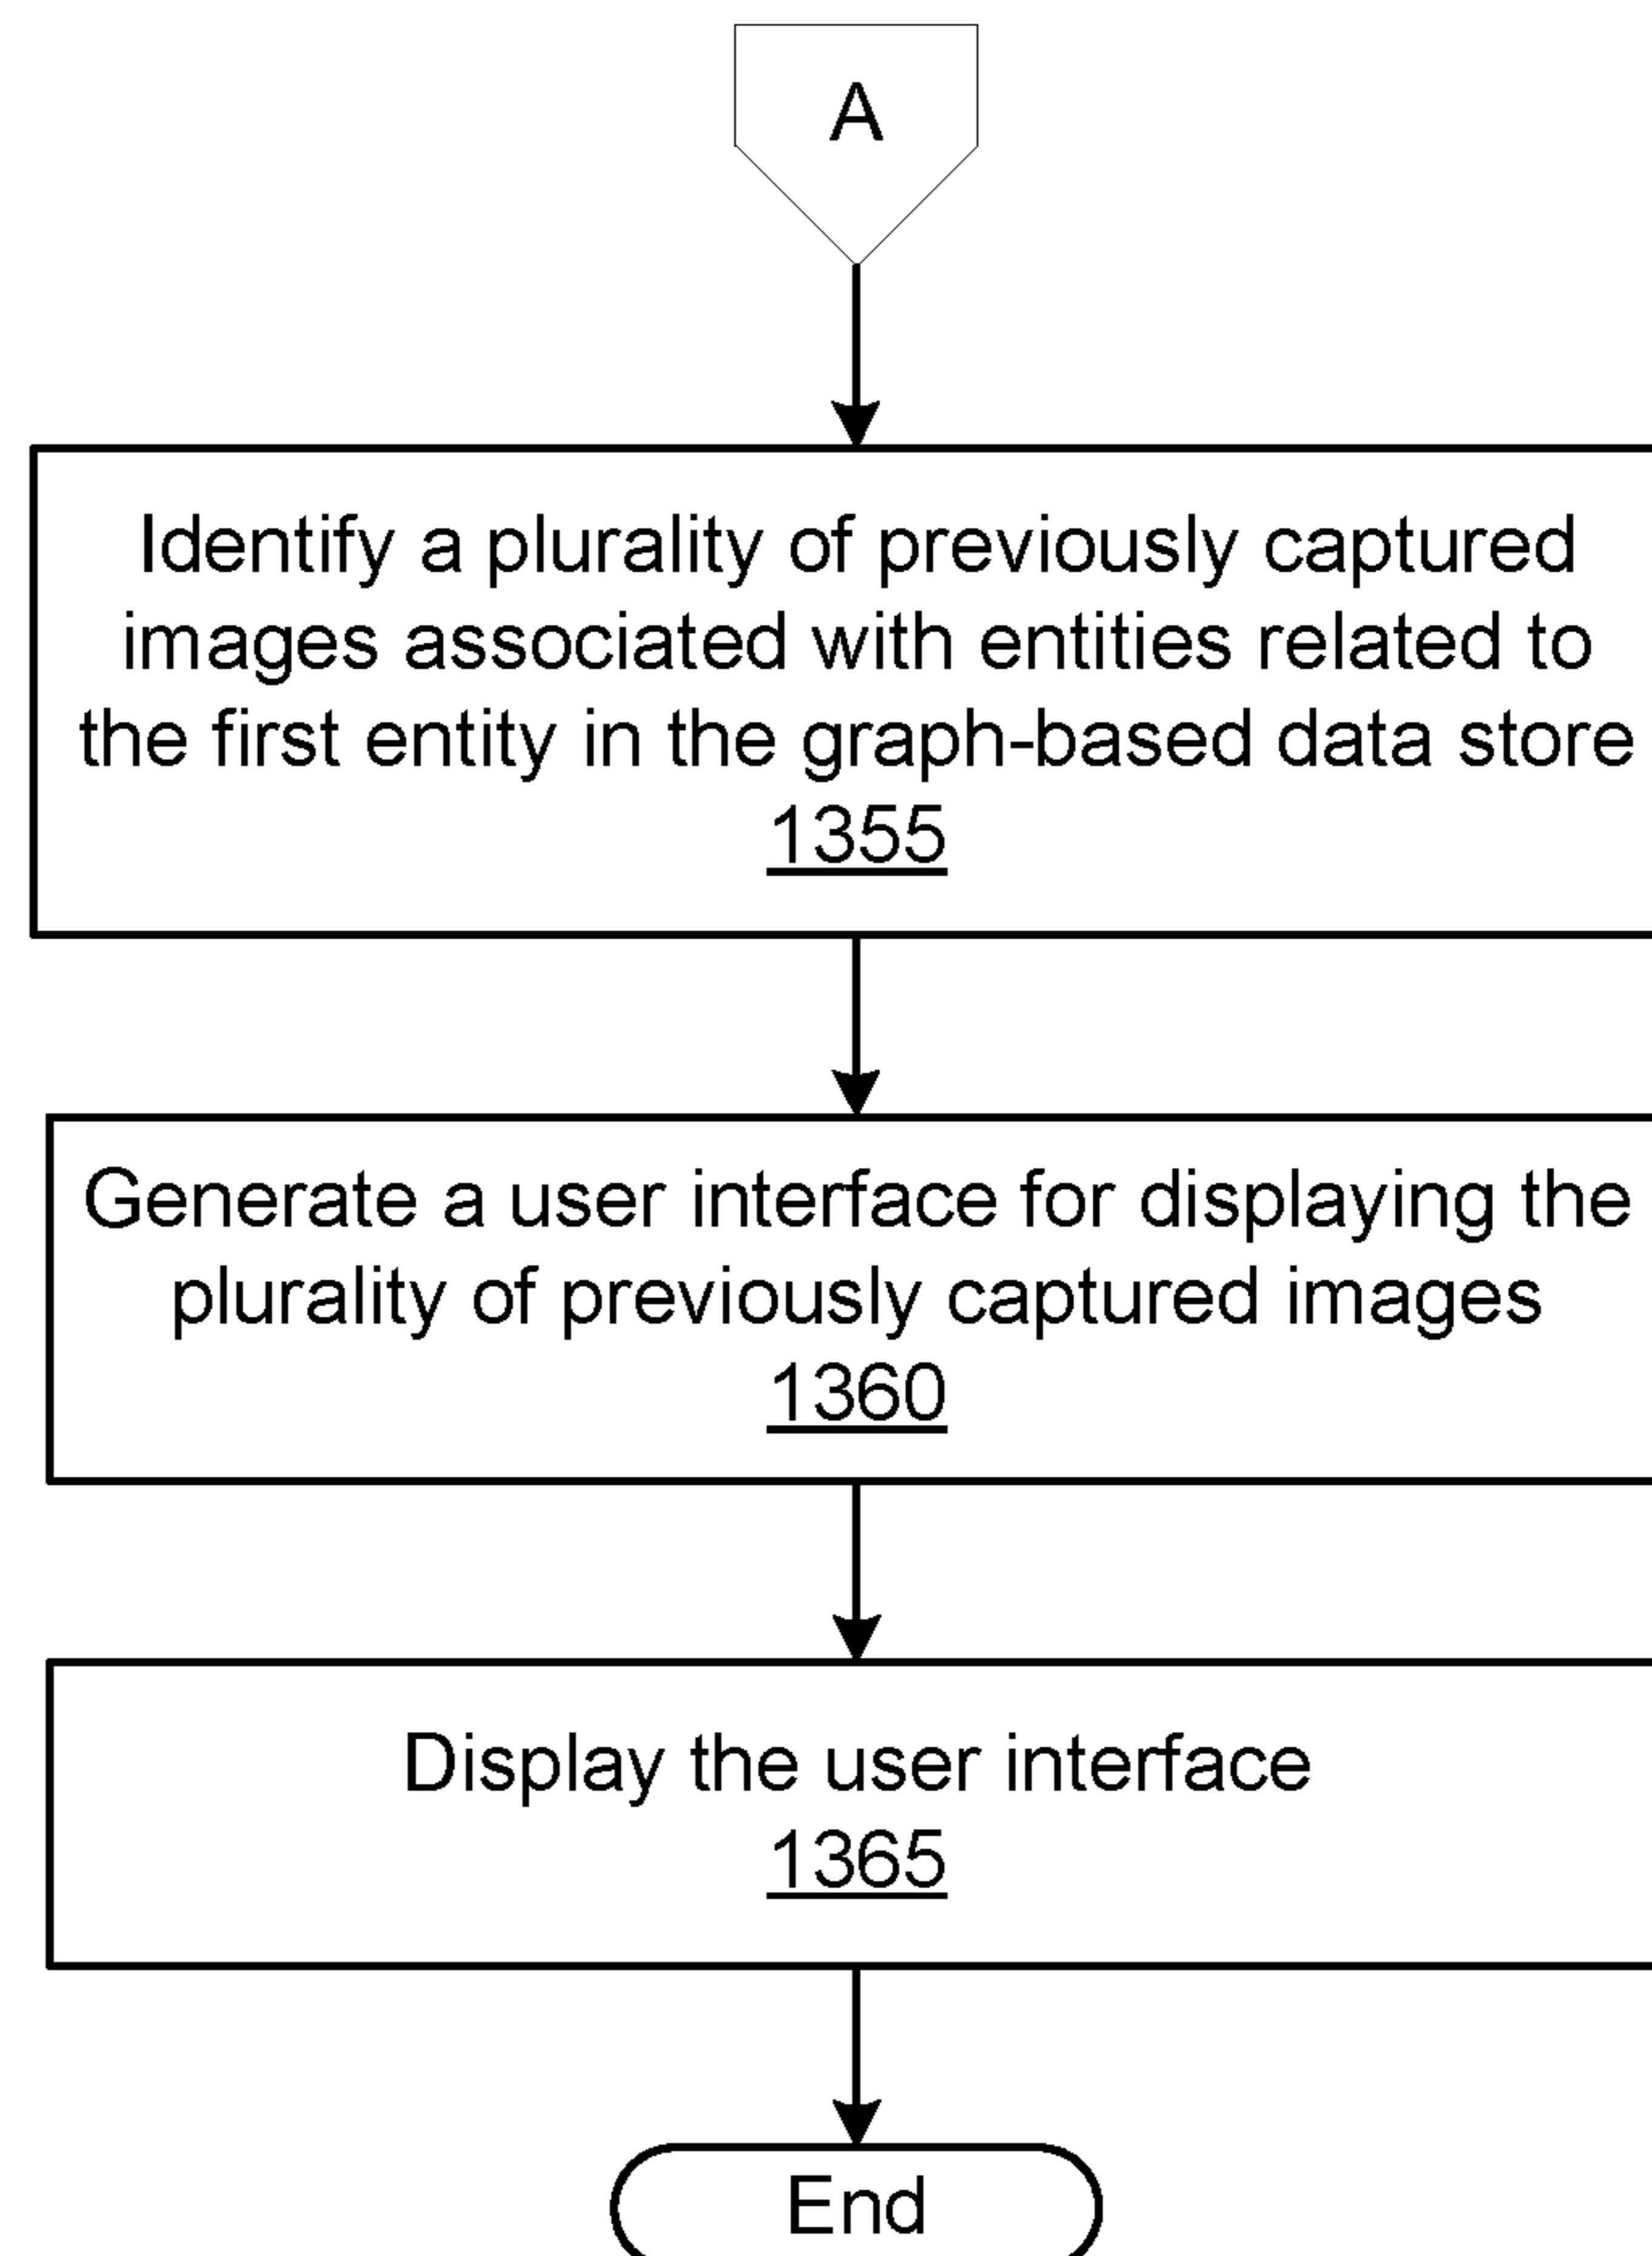 A
Identify a plurality of previously captured
images associated with entities related to
the first entity in the graph-based data store
1355
Generate a user interface for displaying the
plurality of previously captured images
1360
Display the user interface
1365
End